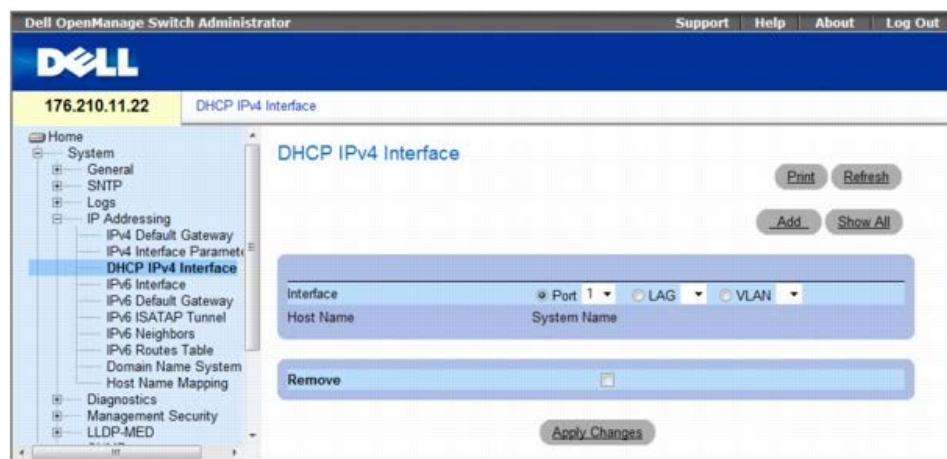 Dell OpenManage Switch Administrator
Support Help About Log Out
DELL
176.210.11.22
DHCP IPv4 Interface
Home
System
General
SNTP
Logs
IP Addressing
IPv4 Default Gateway
IPv4 Interface Paramete
DHCP IPv4 Interface
IPv6 Interface
IPv6 Default Gateway
IPv6 ISATAP Tunnel
IPv6 Neighbors
IPv6 Routes Table
Domain Name System
Host Name Mapping
Diagnostics
Management Security
LLDP-MED
DHCP IPv4 Interface
Print Refresh
Add Show All
Interface Port 1 LAG VLAN
Host Name System Name
Remove
Apply Changes